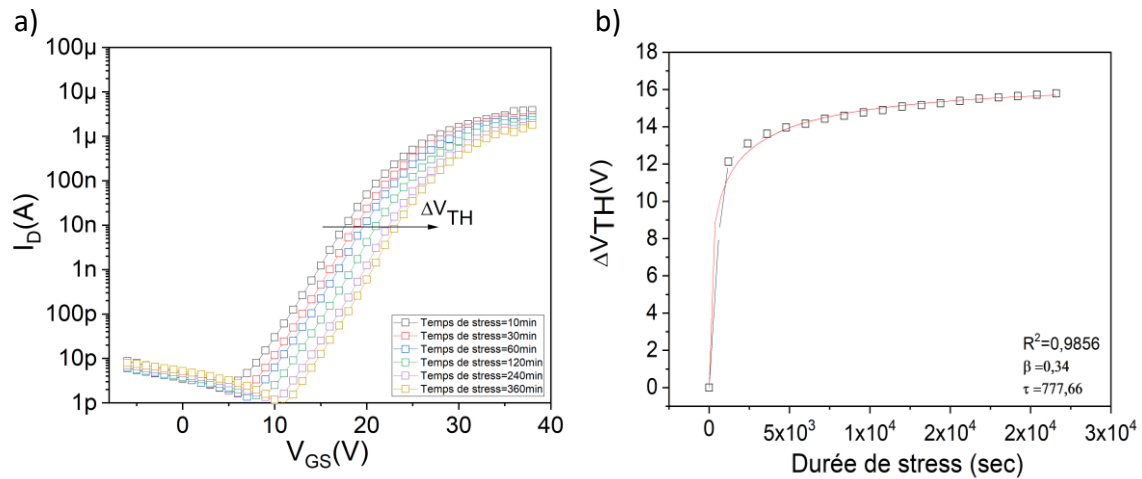 a)
100µ
10µ
1µ
100n
10n
1n
100p
10p
1p
I_D(A)
ΔV_TH
Temps de stress=10min
Temps de stress=30min
Temps de stress=60min
Temps de stress=120min
Temps de stress=240min
Temps de stress=360min
0 10 20 30 40
V_GS(V)
b)
18
16
14
12
10
8
6
4
2
0
ΔVTH(V)
R²=0,9856
β =0,34
τ =777,66
0 5x10³ 1x10⁴ 2x10⁴ 2x10⁴ 3x10⁴
Durée de stress (sec)